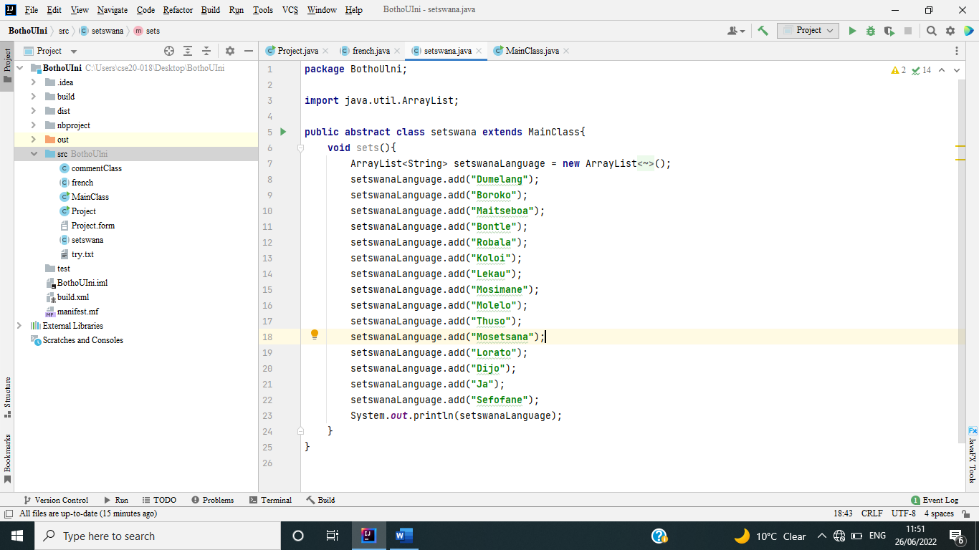 File Edit View Navigate Code Refactor Build Run Tools VCS Window Help BothoUIni - setswana.java
BothoUIni src setswana sets Project
Project Project.java french.java setswana.java MainClass.java
Project
BothoUIni C:\Users\cse20-018\Desktop\BothoUIni
.idea
build
dist
nbproject
out
src BothoUIni
commentClass
french
MainClass
Project
Project.form
setswana
try.txt
test
BothoUIni.iml
build.xml
manifest.mf
External Libraries
Scratches and Consoles
Structure
Bookmarks
2 14
1 package BothoUlni;
2
3 import java.util.ArrayList;
4
5 public abstract class setswana extends MainClass{
6 void sets(){
7 ArrayList<String> setswanaLanguage = new ArrayList<~>();
8 setswanaLanguage.add("Dumelang");
9 setswanaLanguage.add("Boroko");
10 setswanaLanguage.add("Maitseboa");
11 setswanaLanguage.add("Bontle");
12 setswanaLanguage.add("Robala");
13 setswanaLanguage.add("Koloi");
14 setswanaLanguage.add("Lekau");
15 setswanaLanguage.add("Mosimane");
16 setswanaLanguage.add("Molelo");
17 setswanaLanguage.add("Thuso");
18 setswanaLanguage.add("Mosetsana");
19 setswanaLanguage.add("Lorato");
20 setswanaLanguage.add("Dijo");
21 setswanaLanguage.add("Ja");
22 setswanaLanguage.add("Sefofane");
23 System.out.println(setswanaLanguage);
24 }
25 }
26
Fx
JavaFX Tools
Version Control Run TODO Problems Terminal Build 1 Event Log
All files are up-to-date (15 minutes ago) 18:43 CRLF UTF-8 4 spaces
Type here to search 10°C Clear ENG 11:51
26/06/2022 6